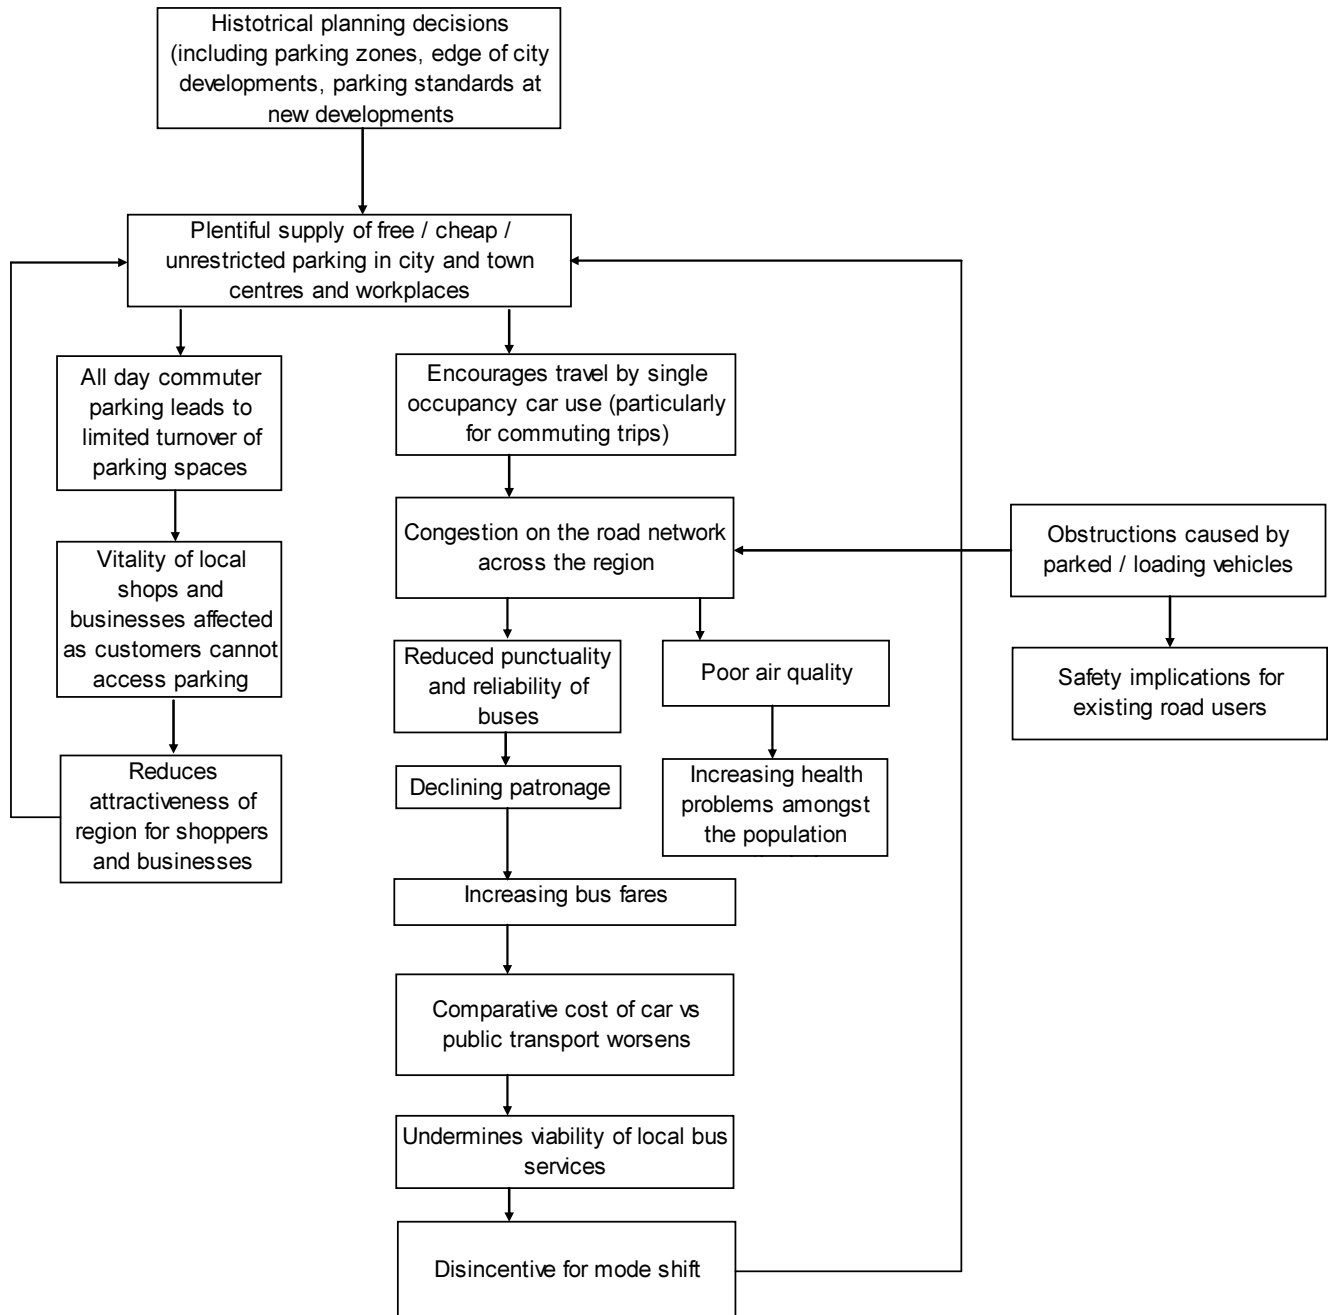 Histotrical planning decisions
(including parking zones, edge of city
developments, parking standards at
new developments
Plentiful supply of free / cheap /
unrestricted parking in city and town
centres and workplaces
All day commuter
parking leads to
limited turnover of
parking spaces
Vitality of local
shops and
businesses affected
as customers cannot
access parking
Reduces
attractiveness of
region for shoppers
and businesses
Encourages travel by single
occupancy car use (particularly
for commuting trips)
Congestion on the road network
across the region
Reduced punctuality
and reliability of
buses
Declining patronage
Increasing bus fares
Comparative cost of car vs
public transport worsens
Undermines viability of local bus
services
Disincentive for mode shift
Poor air quality
Increasing health
problems amongst
the population
Obstructions caused by
parked / loading vehicles
Safety implications for
existing road users